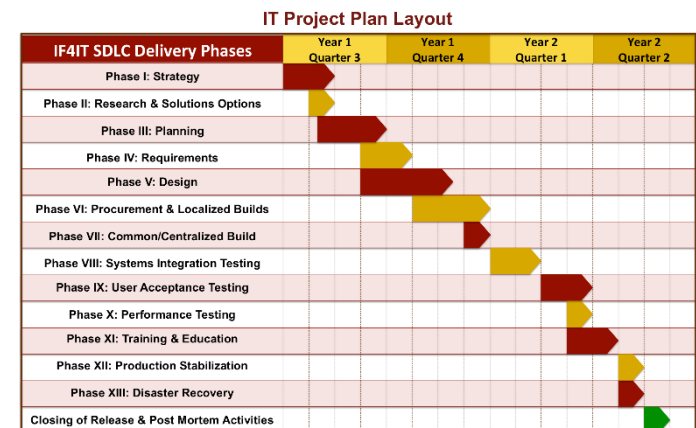 IT Project Plan Layout
IF4IT SDLC Delivery Phases
Year 1
Quarter 3
Year 1
Quarter 4
Year 2
Quarter 1
Year 2
Quarter 2
Phase I: Strategy
Phase II: Research & Solutions Options
Phase III: Planning
Phase IV: Requirements
Phase V: Design
Phase VI: Procurement & Localized Builds
Phase VII: Common/Centralized Build
Phase VIII: Systems Integration Testing
Phase IX: User Acceptance Testing
Phase X: Performance Testing
Phase XI: Training & Education
Phase XII: Production Stabilization
Phase XIII: Disaster Recovery
Closing of Release & Post Mortem Activities